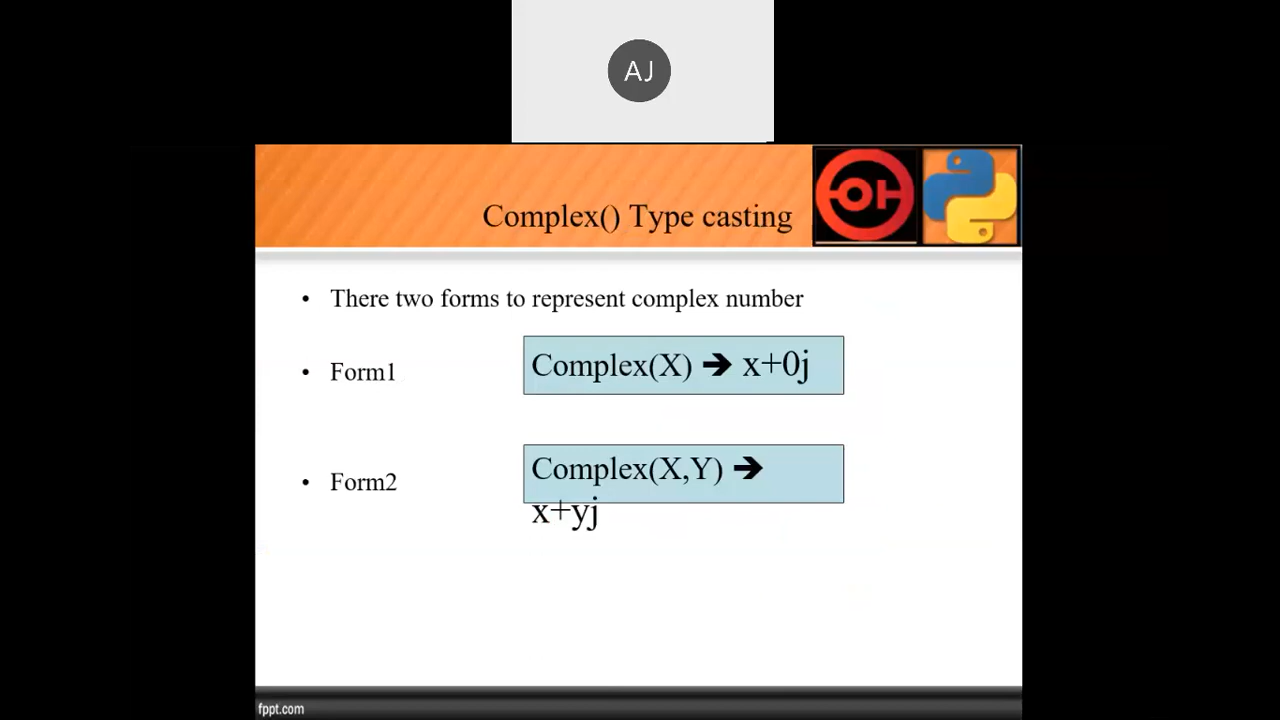 AJ
Complex() Type casting
• There two forms to represent complex number
• Form1
Complex(X) ➔ x+0j
• Form2
Complex(X,Y) ➔
x+yj
fppt.com